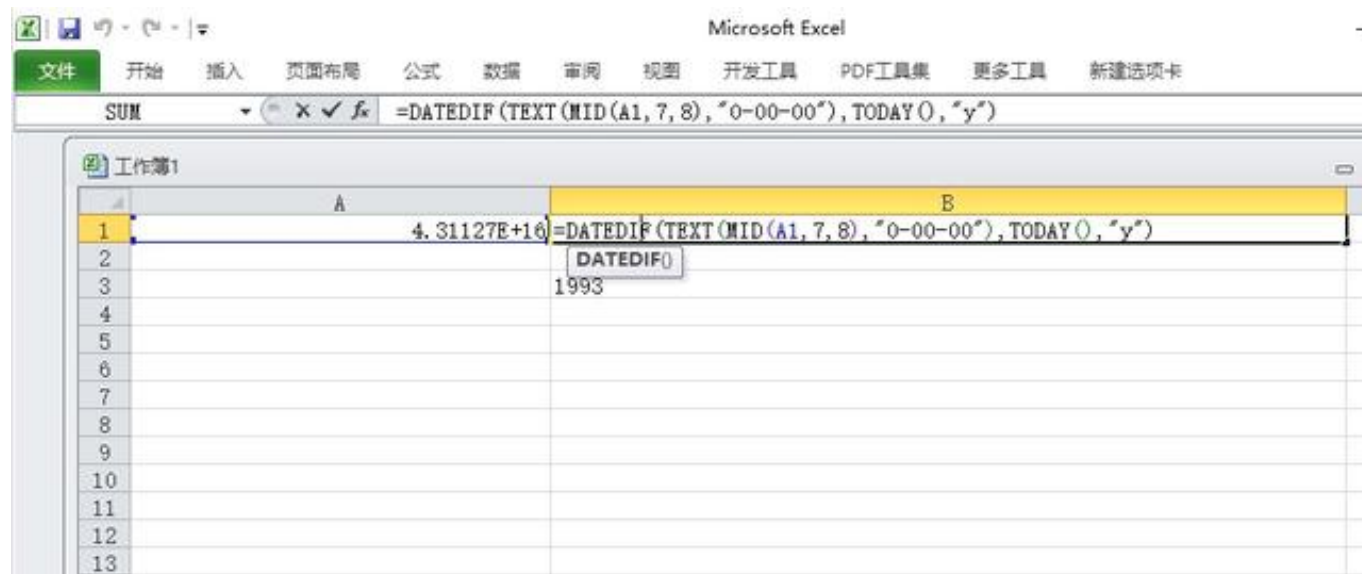 Microsoft Excel
文件 开始 插入 页面布局 公式 数据 审阅 视图 开发工具 PDF工具集 更多工具 新建选项卡
SUM fx =DATEDIF(TEXT(MID(A1,7,8),"0-00-00"),TODAY(),"y")
工作簿1
A B
1 4.31127E+16 =DATEDIF(TEXT(MID(A1,7,8),"0-00-00"),TODAY(),"y")
2 DATEDIF()
3 1993
4
5
6
7
8
9
10
11
12
13